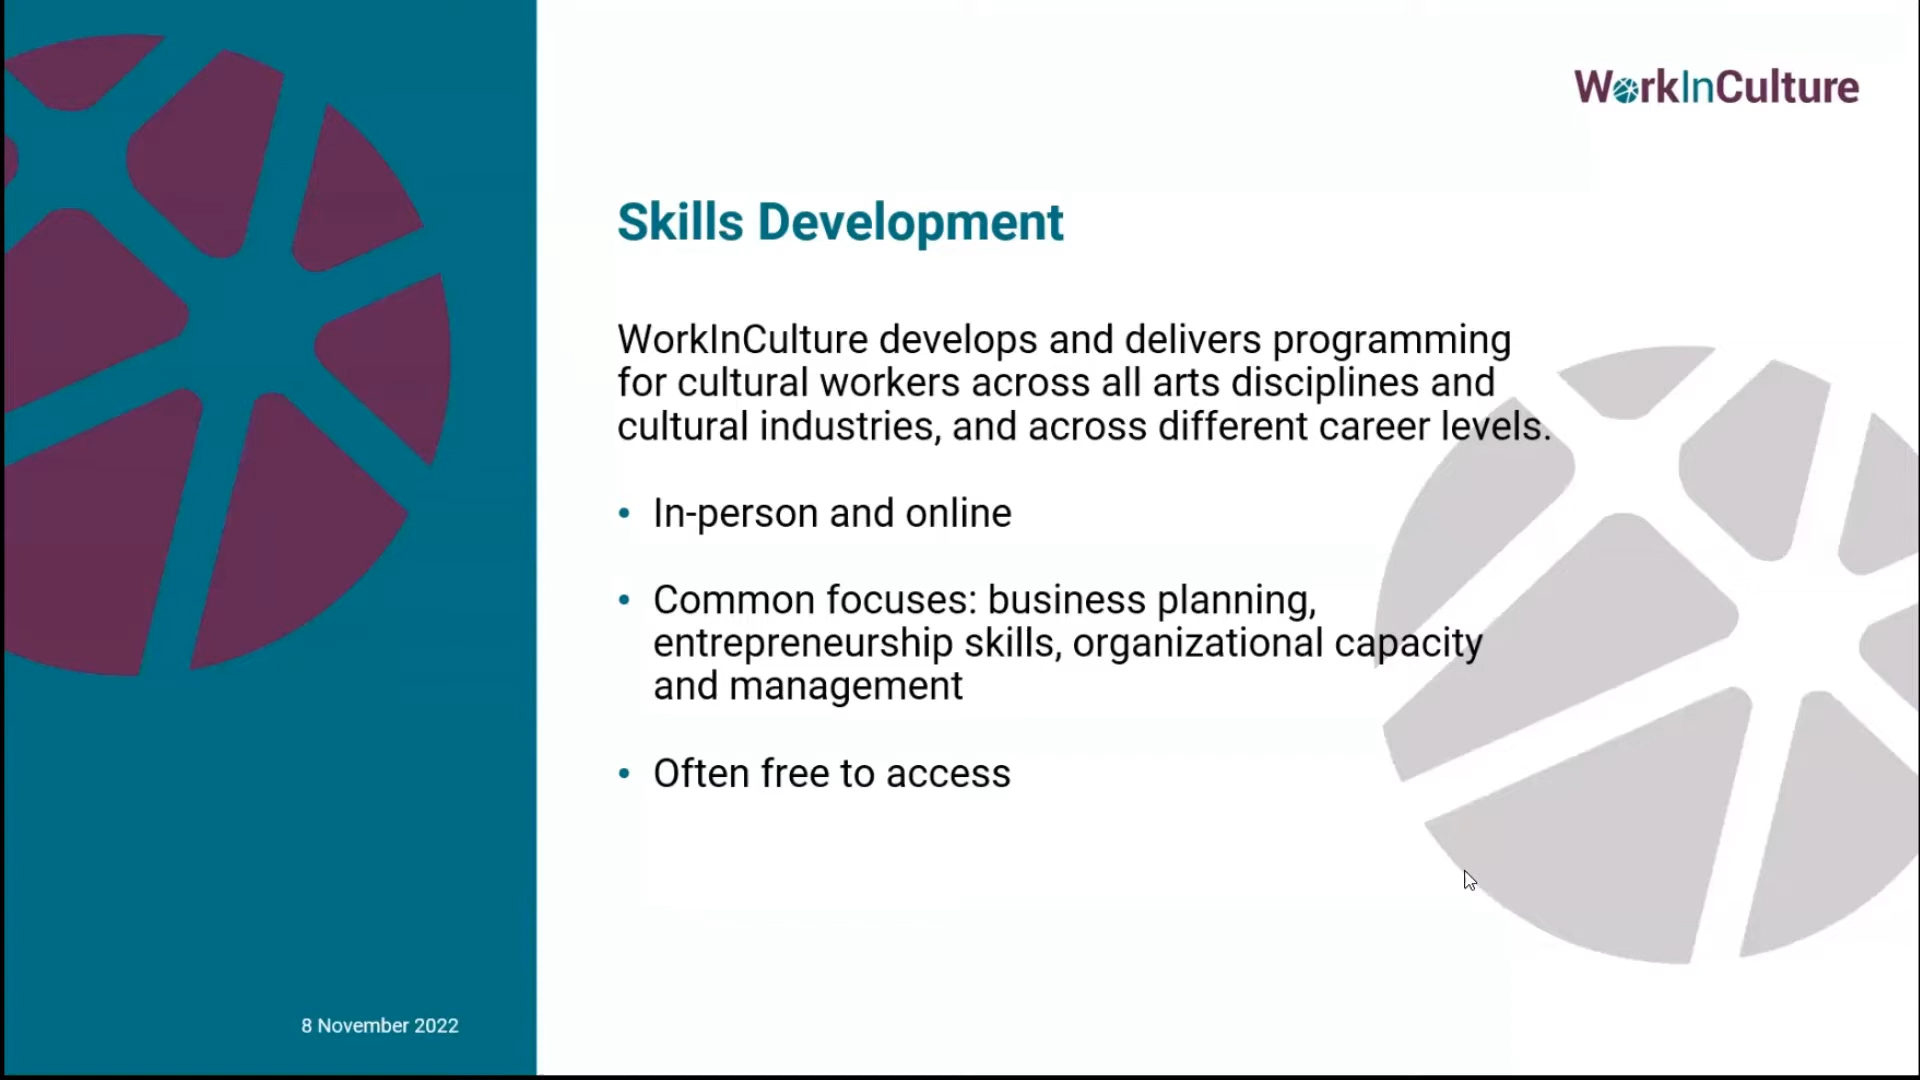 WorkInCulture
Skills Development
WorkInCulture develops and delivers programming
for cultural workers across all arts disciplines and
cultural industries, and across different career levels.
• In-person and online
• Common focuses: business planning,
entrepreneurship skills, organizational capacity
and management
• Often free to access
8 November 2022